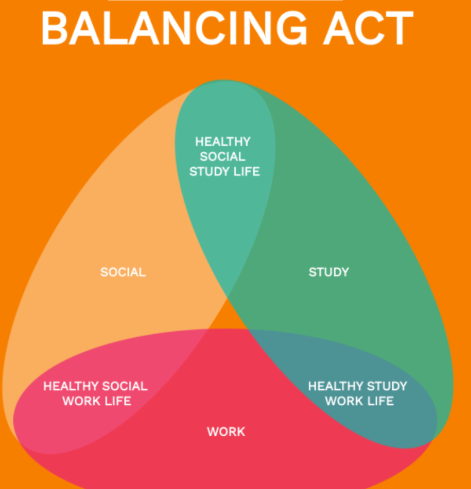 BALANCING ACT
HEALTHY
SOCIAL
STUDY LIFE
SOCIAL
STUDY
HEALTHY SOCIAL
WORK LIFE
HEALTHY STUDY
WORK LIFE
WORK